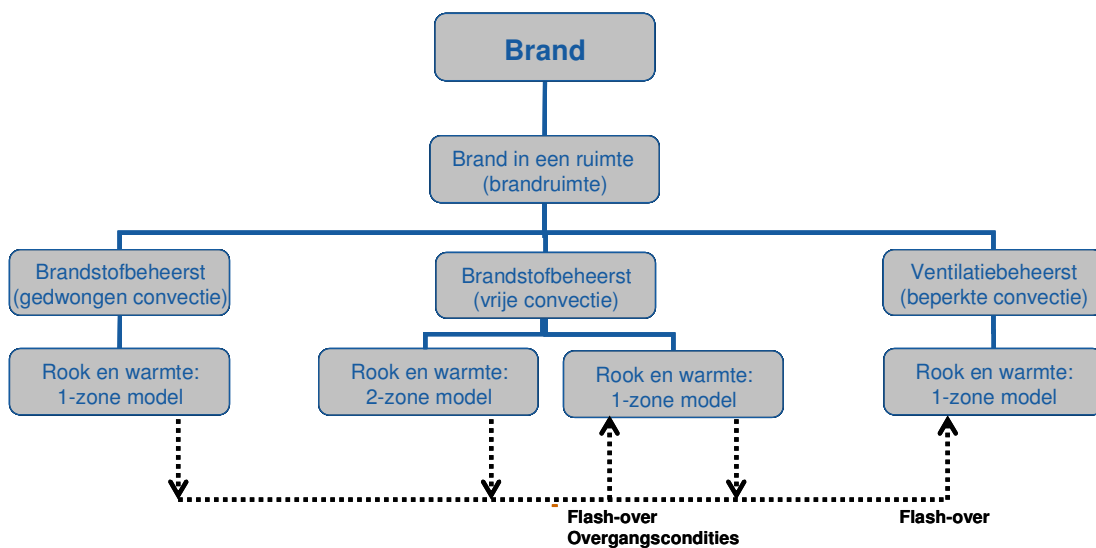 Brand
Brand in een ruimte
(brandruimte)
Brandstofbeheerst
(gedwongen convectie)
Brandstofbeheerst
(vrije convectie)
Ventilatiebeheerst
(beperkte convectie)
Rook en warmte:
1-zone model
Rook en warmte:
2-zone model
Rook en warmte:
1-zone model
Rook en warmte:
1-zone model
Flash-over
Overgangscondities
Flash-over